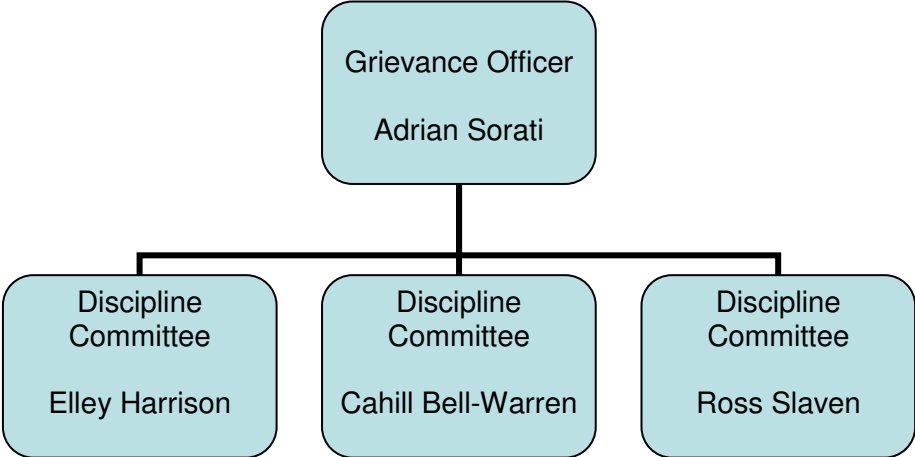 Grievance Officer
Adrian Sorati
Discipline
Committee
Elley Harrison
Discipline
Committee
Cahill Bell-Warren
Discipline
Committee
Ross Slaven